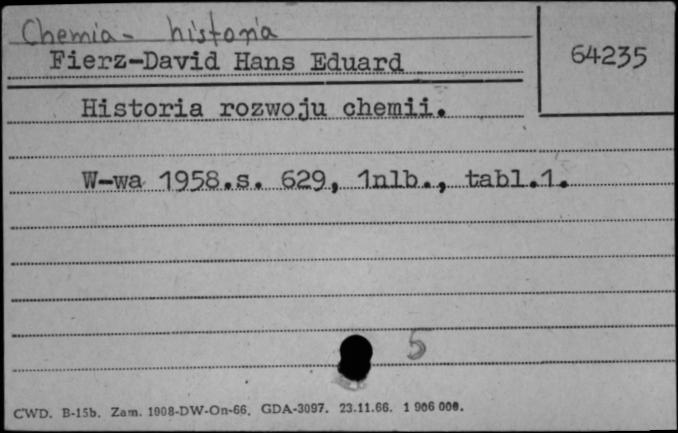 Chemia - historia
Fierz-David Hans Eduard
64235
Historia rozwoju chemii.
W-wa 1958.s. 629, 1nlb., tabl.1.
5
CWD. B-15b. Zam. 1908-DW-On-66. GDA-3097. 23.11.66. 1 906 000.